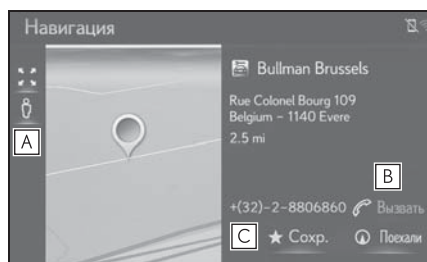 Навигация
Bullman Brussels
Rue Colonel Bourg 109
Belgium – 1140 Evere
2.5 mi
A
B
+(32)–2–8806860 Вызвать
C Сохр. Поехали